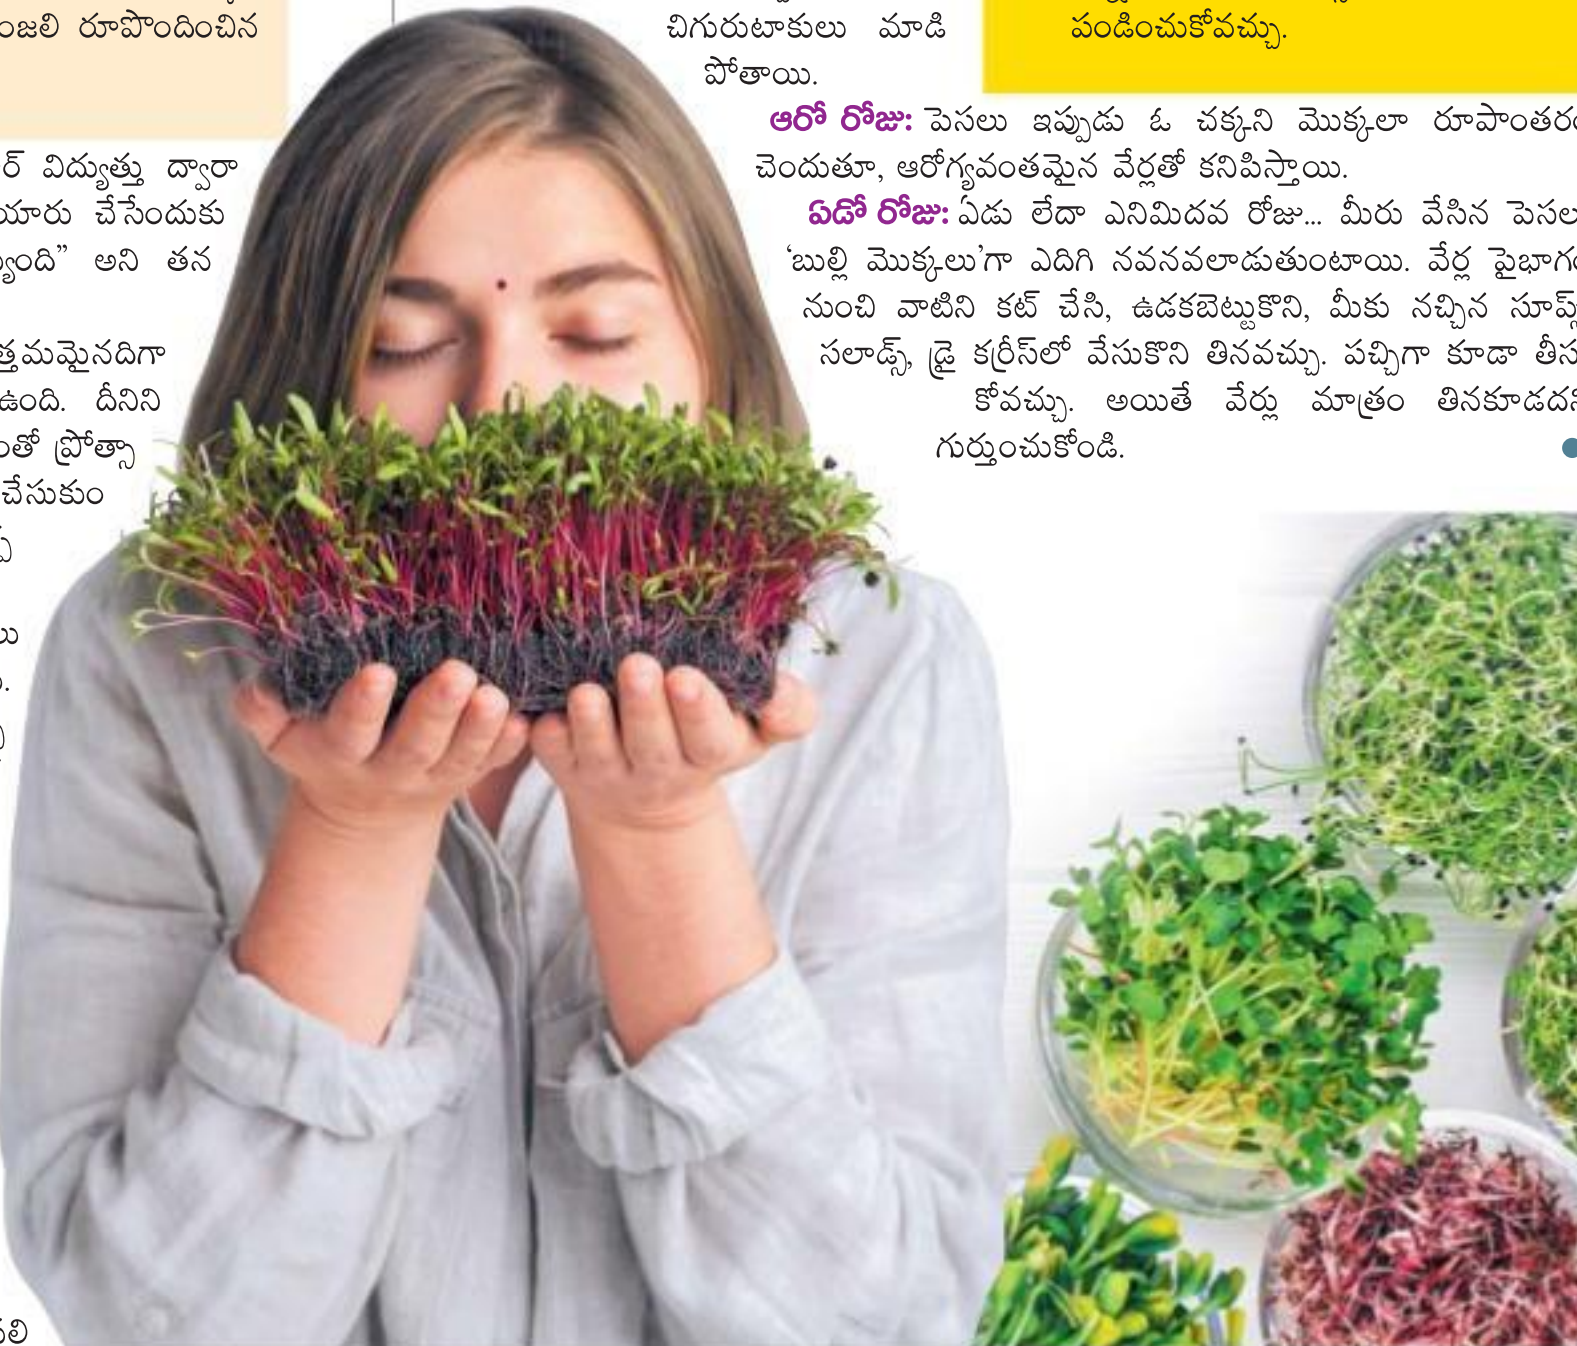 ంజలి రూపొందించిన
ర్ విద్యుత్తు ద్వారా
యారు చేసేందుకు
్యింది” అని తన
త్తమమైనదిగా
ఉంది. దీనిని
ంతో ప్రోత్సా
చేసుకుం
లు
లి
చిగురుటాకులు మాడి
పోతాయి.
పండించుకోవచ్చు.
ఆరో రోజు: పెసలు ఇప్పుడు ఓ చక్కని మొక్కలా రూపాంతరం
చెందుతూ, ఆరోగ్యవంతమైన వేర్లతో కనిపిస్తాయి.
ఏడో రోజు: ఏడు లేదా ఎనిమిదవ రోజు... మీరు వేసిన పెసలు
‘బుల్లి మొక్కలు’గా ఎదిగి నవనవలాడుతుంటాయి. వేర్ల పైభాగం
నుంచి వాటిని కట్ చేసి, ఉడకబెట్టుకొని, మీకు నచ్చిన సూప్స్
సలాడ్స్, డ్రై కర్రీస్‌లో వేసుకొని తినవచ్చు. పచ్చిగా కూడా తీసు
కోవచ్చు. అయితే వేర్లు మాత్రం తినకూడదని
గుర్తుంచుకోండి.